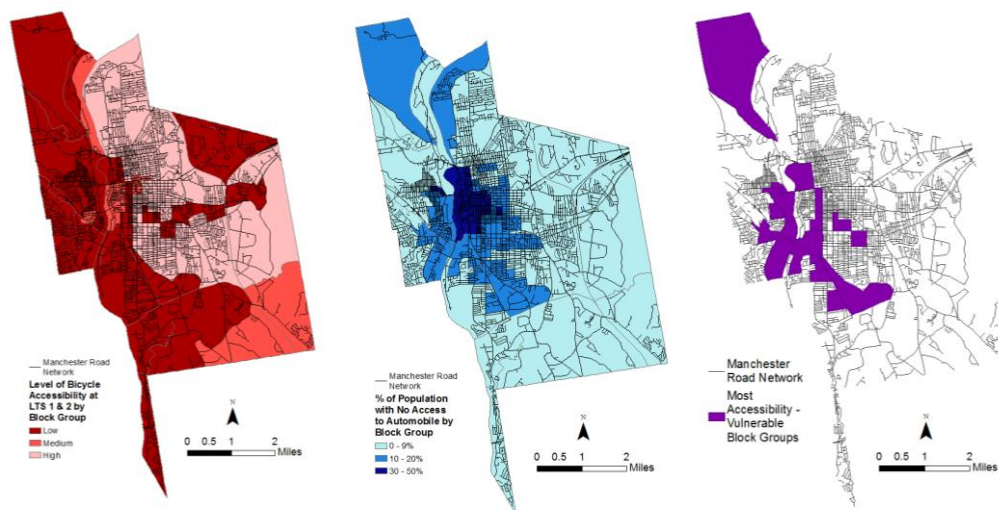 Manchester Road
Network
Level of Bicycle
Accessibility at
LTS 1 & 2 by
Block Group
Low
Medium
High
N
0 0.5 1 2
Miles
Manchester Road
Network
% of Population
with No Access
to Automobile by
Block Group
0 - 9%
10 - 20%
30 - 50%
N
0 0.5 1 2
Miles
Manchester
Road Network
Most
Accessibility -
Vulnerable
Block Groups
N
0 0.5 1 2
Miles